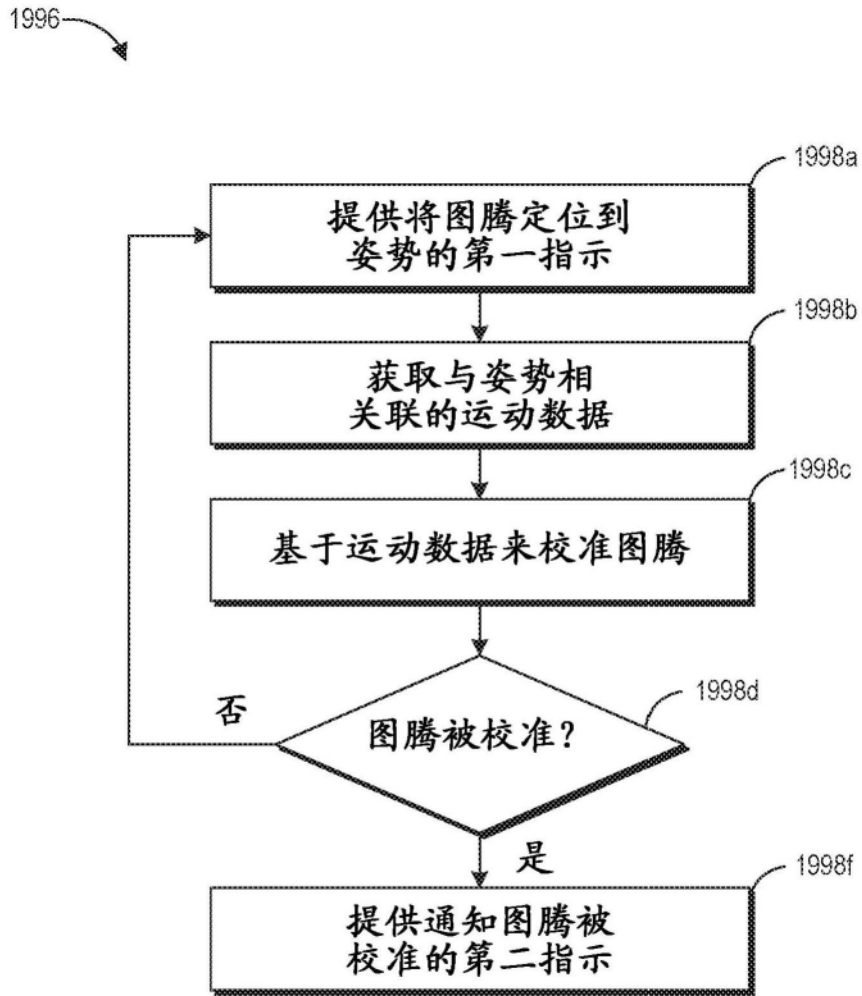 1996
1998a
提供将图腾定位到
姿势的第一指示
1998b
获取与姿势相
关联的运动数据
1998c
基于运动数据来校准图腾
1998d
图腾被校准?
否
是
1998f
提供通知图腾被
校准的第二指示